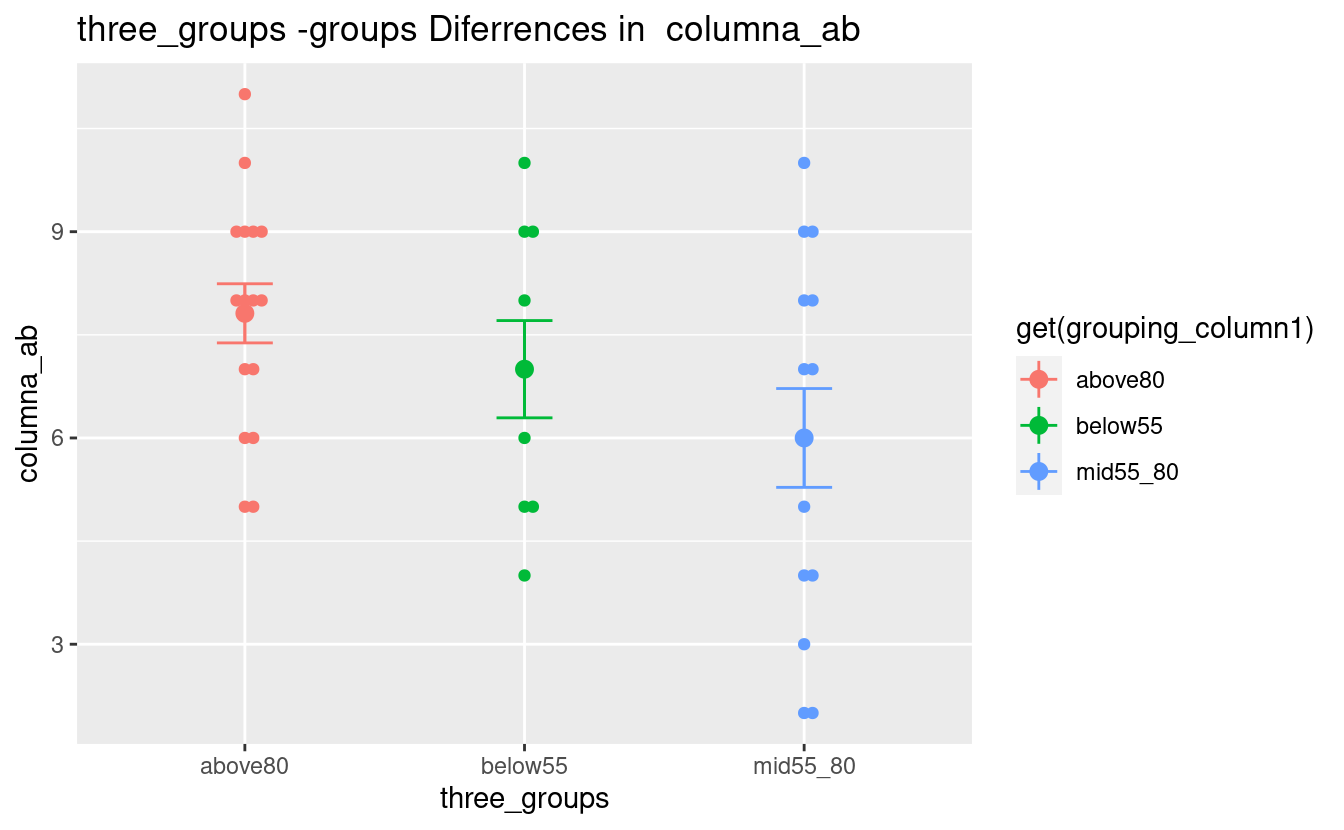 three_groups -groups Diferrences in  columna_ab
columna_ab
9
6
3
above80
below55
mid55_80
three_groups
get(grouping_column1)
above80
below55
mid55_80